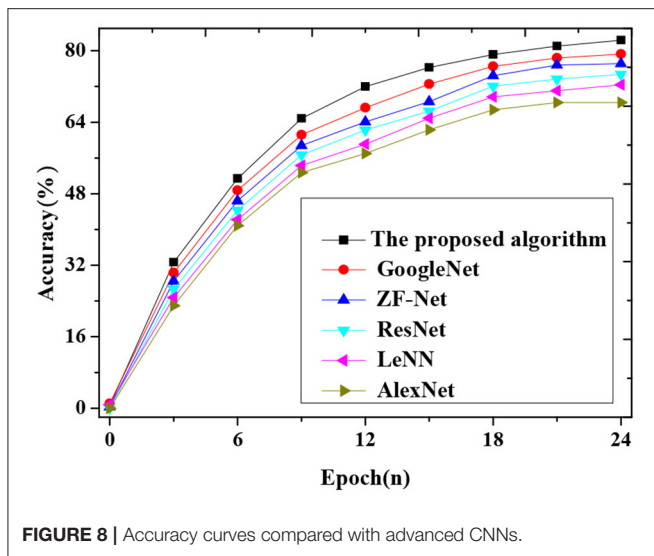 80
64
48
32
16
0
Accuracy(%)
The proposed algorithm
GoogleNet
ZF-Net
ResNet
LeNN
AlexNet
0 6 12 18 24
Epoch(n)
FIGURE 8 | Accuracy curves compared with advanced CNNs.